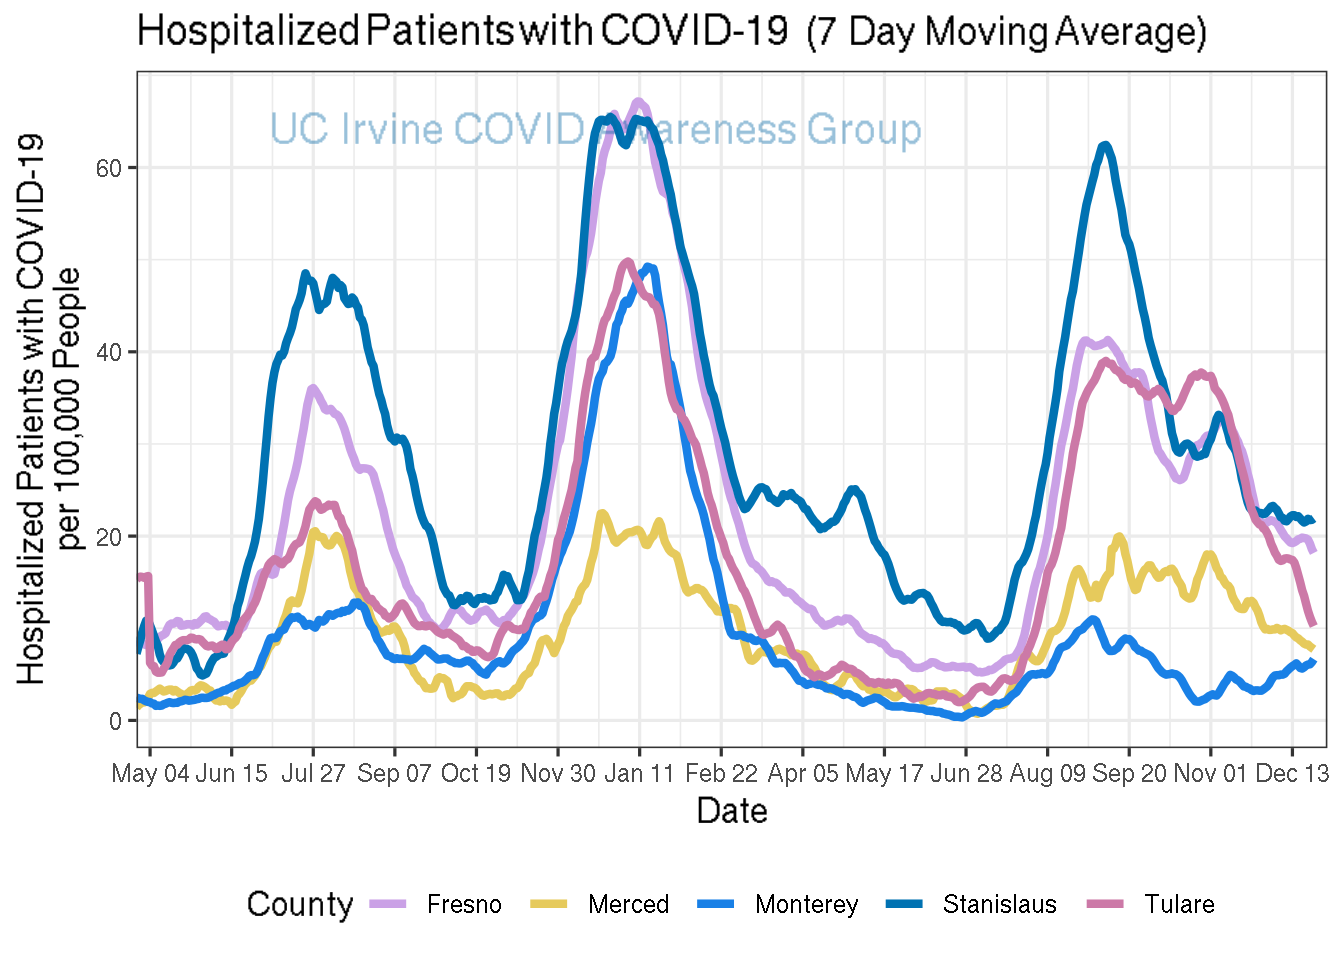 Hospitalized Patients with COVID-19 (7 Day Moving Average)
UC Irvine COVID Awareness Group
Hospitalized Patients with COVID-19
per 100,000 People
60
40
20
0
May 04 Jun 15 Jul 27 Sep 07 Oct 19 Nov 30 Jan 11 Feb 22 Apr 05 May 17 Jun 28 Aug 09 Sep 20 Nov 01 Dec 13
Date
County Fresno Merced Monterey Stanislaus Tulare